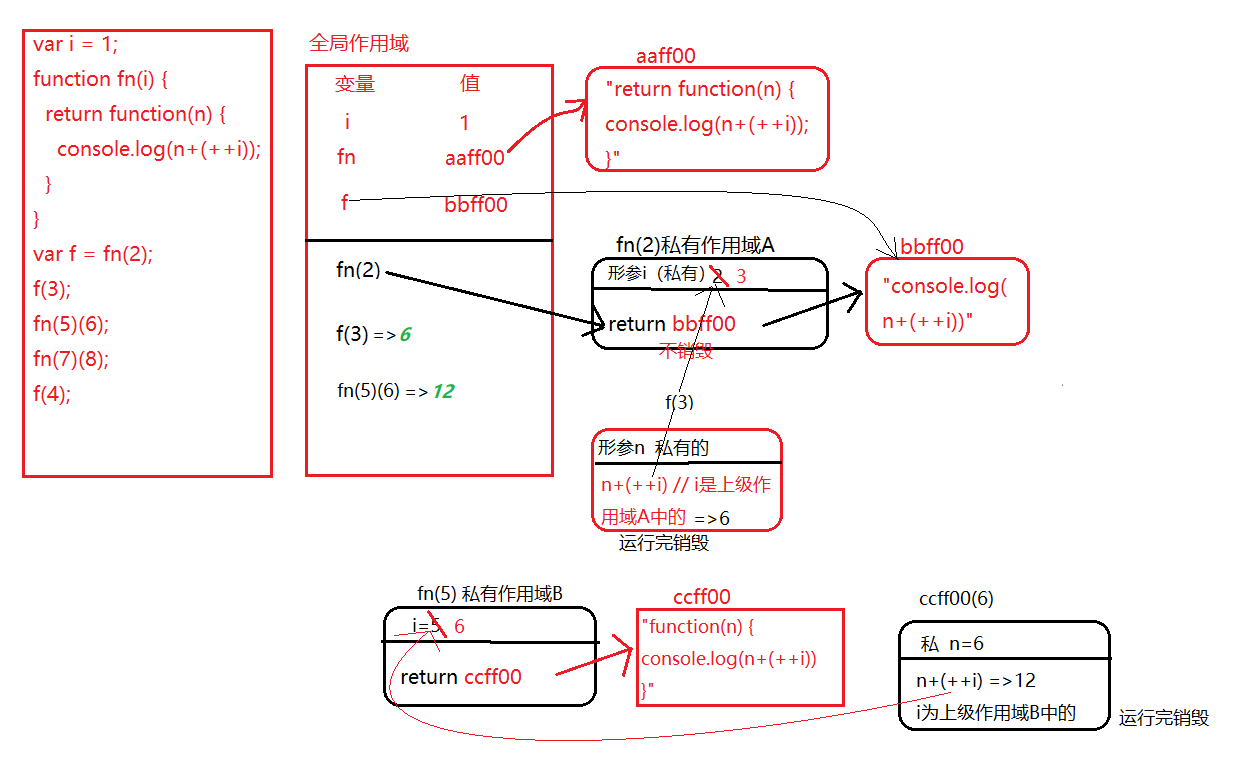 var i = 1;
function fn(i) {
return function(n) {
console.log(n+(++i));
}
}
var f = fn(2);
f(3);
fn(5)(6);
fn(7)(8);
f(4);
全局作用域
变量 值
i 1
fn aaff00
f bbff00
fn(2)
f(3) =>6
fn(5)(6) =>12
aaff00
"return function(n) {
console.log(n+(++i));
}"
fn(2)私有作用域A
形参i（私有）2 3
return bbff00
不销毁
bbff00
"console.log(
n+(++i))"
f(3)
形参n 私有的
n+(++i) // i是上级作
用域A中的 =>6
运行完销毁
fn(5) 私有作用域B
i=5 6
return ccff00
ccff00
"function(n) {
console.log(n+(++i))
}"
ccff00(6)
私 n=6
n+(++i) =>12
i为上级作用域B中的
运行完销毁